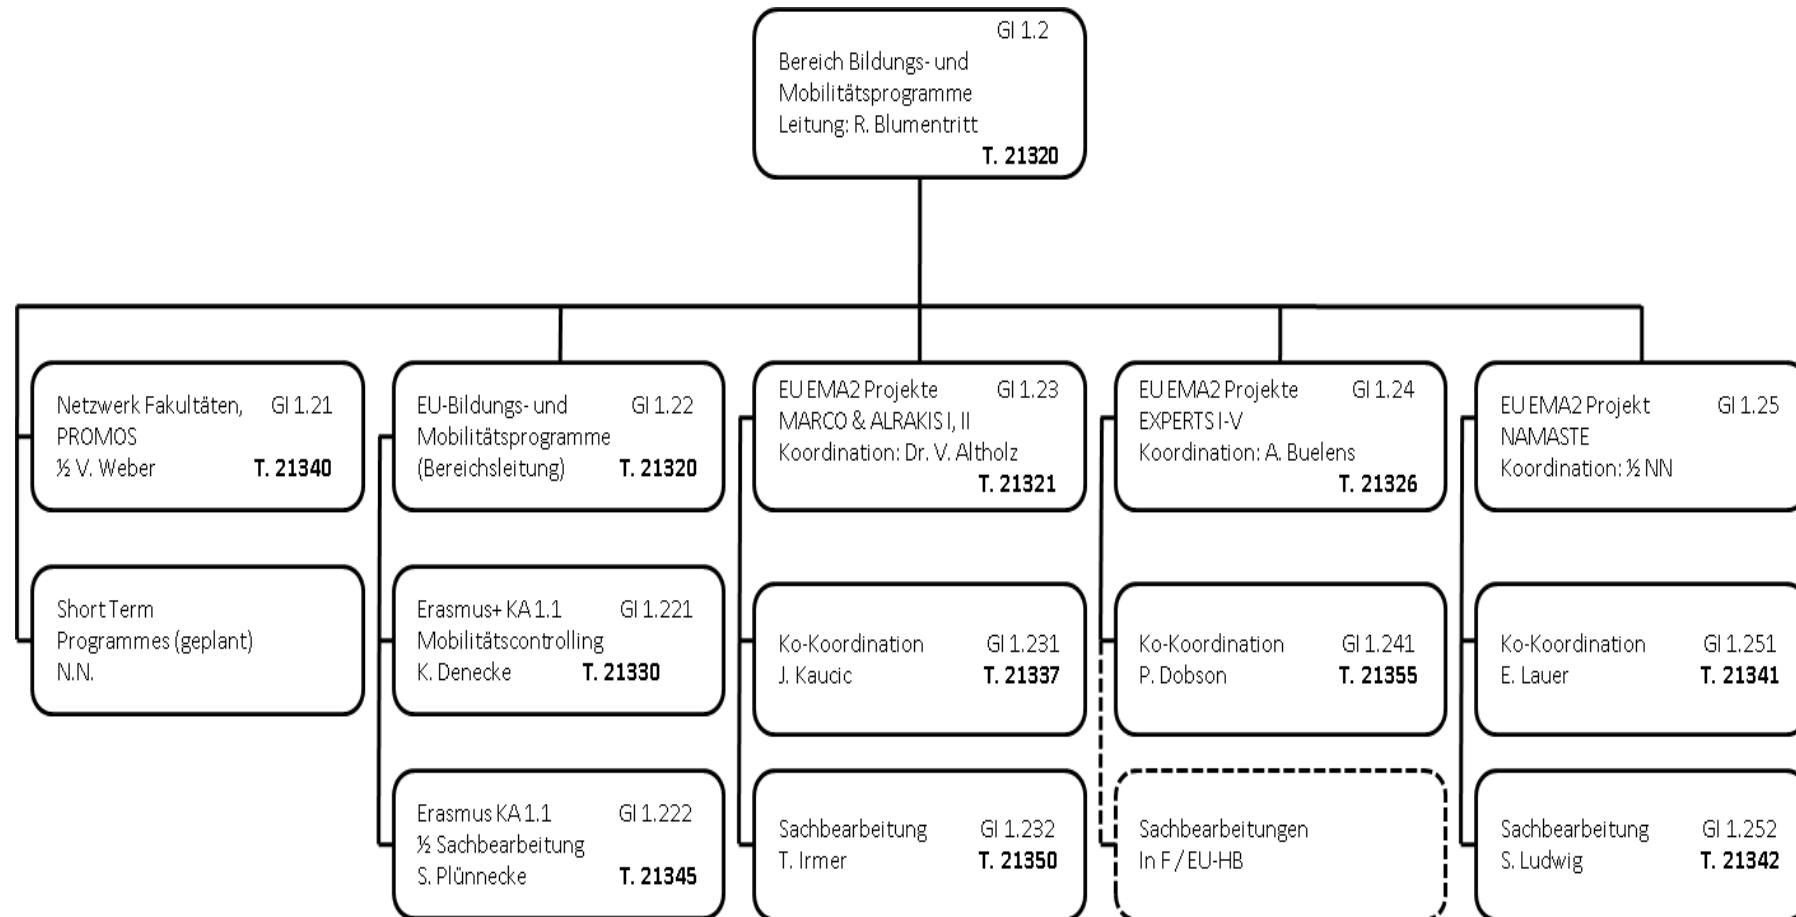 GI 1.2
Bereich Bildungs- und
Mobilitätsprogramme
Leitung: R. Blumentritt
T. 21320
Netzwerk Fakultäten, GI 1.21
PROMOS
½ V. Weber T. 21340
EU-Bildungs- und GI 1.22
Mobilitätsprogramme
(Bereichsleitung) T. 21320
EU EMA2 Projekte GI 1.23
MARCO & ALRAKIS I, II
Koordination: Dr. V. Altholz
T. 21321
EU EMA2 Projekte GI 1.24
EXPERTS I-V
Koordination: A. Buelens
T. 21326
EU EMA2 Projekt GI 1.25
NAMASTE
Koordination: ½ NN
Short Term
Programmes (geplant)
N.N.
Erasmus+ KA 1.1 GI 1.221
Mobilitätscontrolling
K. Denecke T. 21330
Ko-Koordination GI 1.231
J. Kaucic T. 21337
Ko-Koordination GI 1.241
P. Dobson T. 21355
Ko-Koordination GI 1.251
E. Lauer T. 21341
Erasmus KA 1.1 GI 1.222
½ Sachbearbeitung
S. Plünnecke T. 21345
Sachbearbeitung GI 1.232
T. Irmer T. 21350
Sachbearbeitungen
In F / EU-HB
Sachbearbeitung GI 1.252
S. Ludwig T. 21342